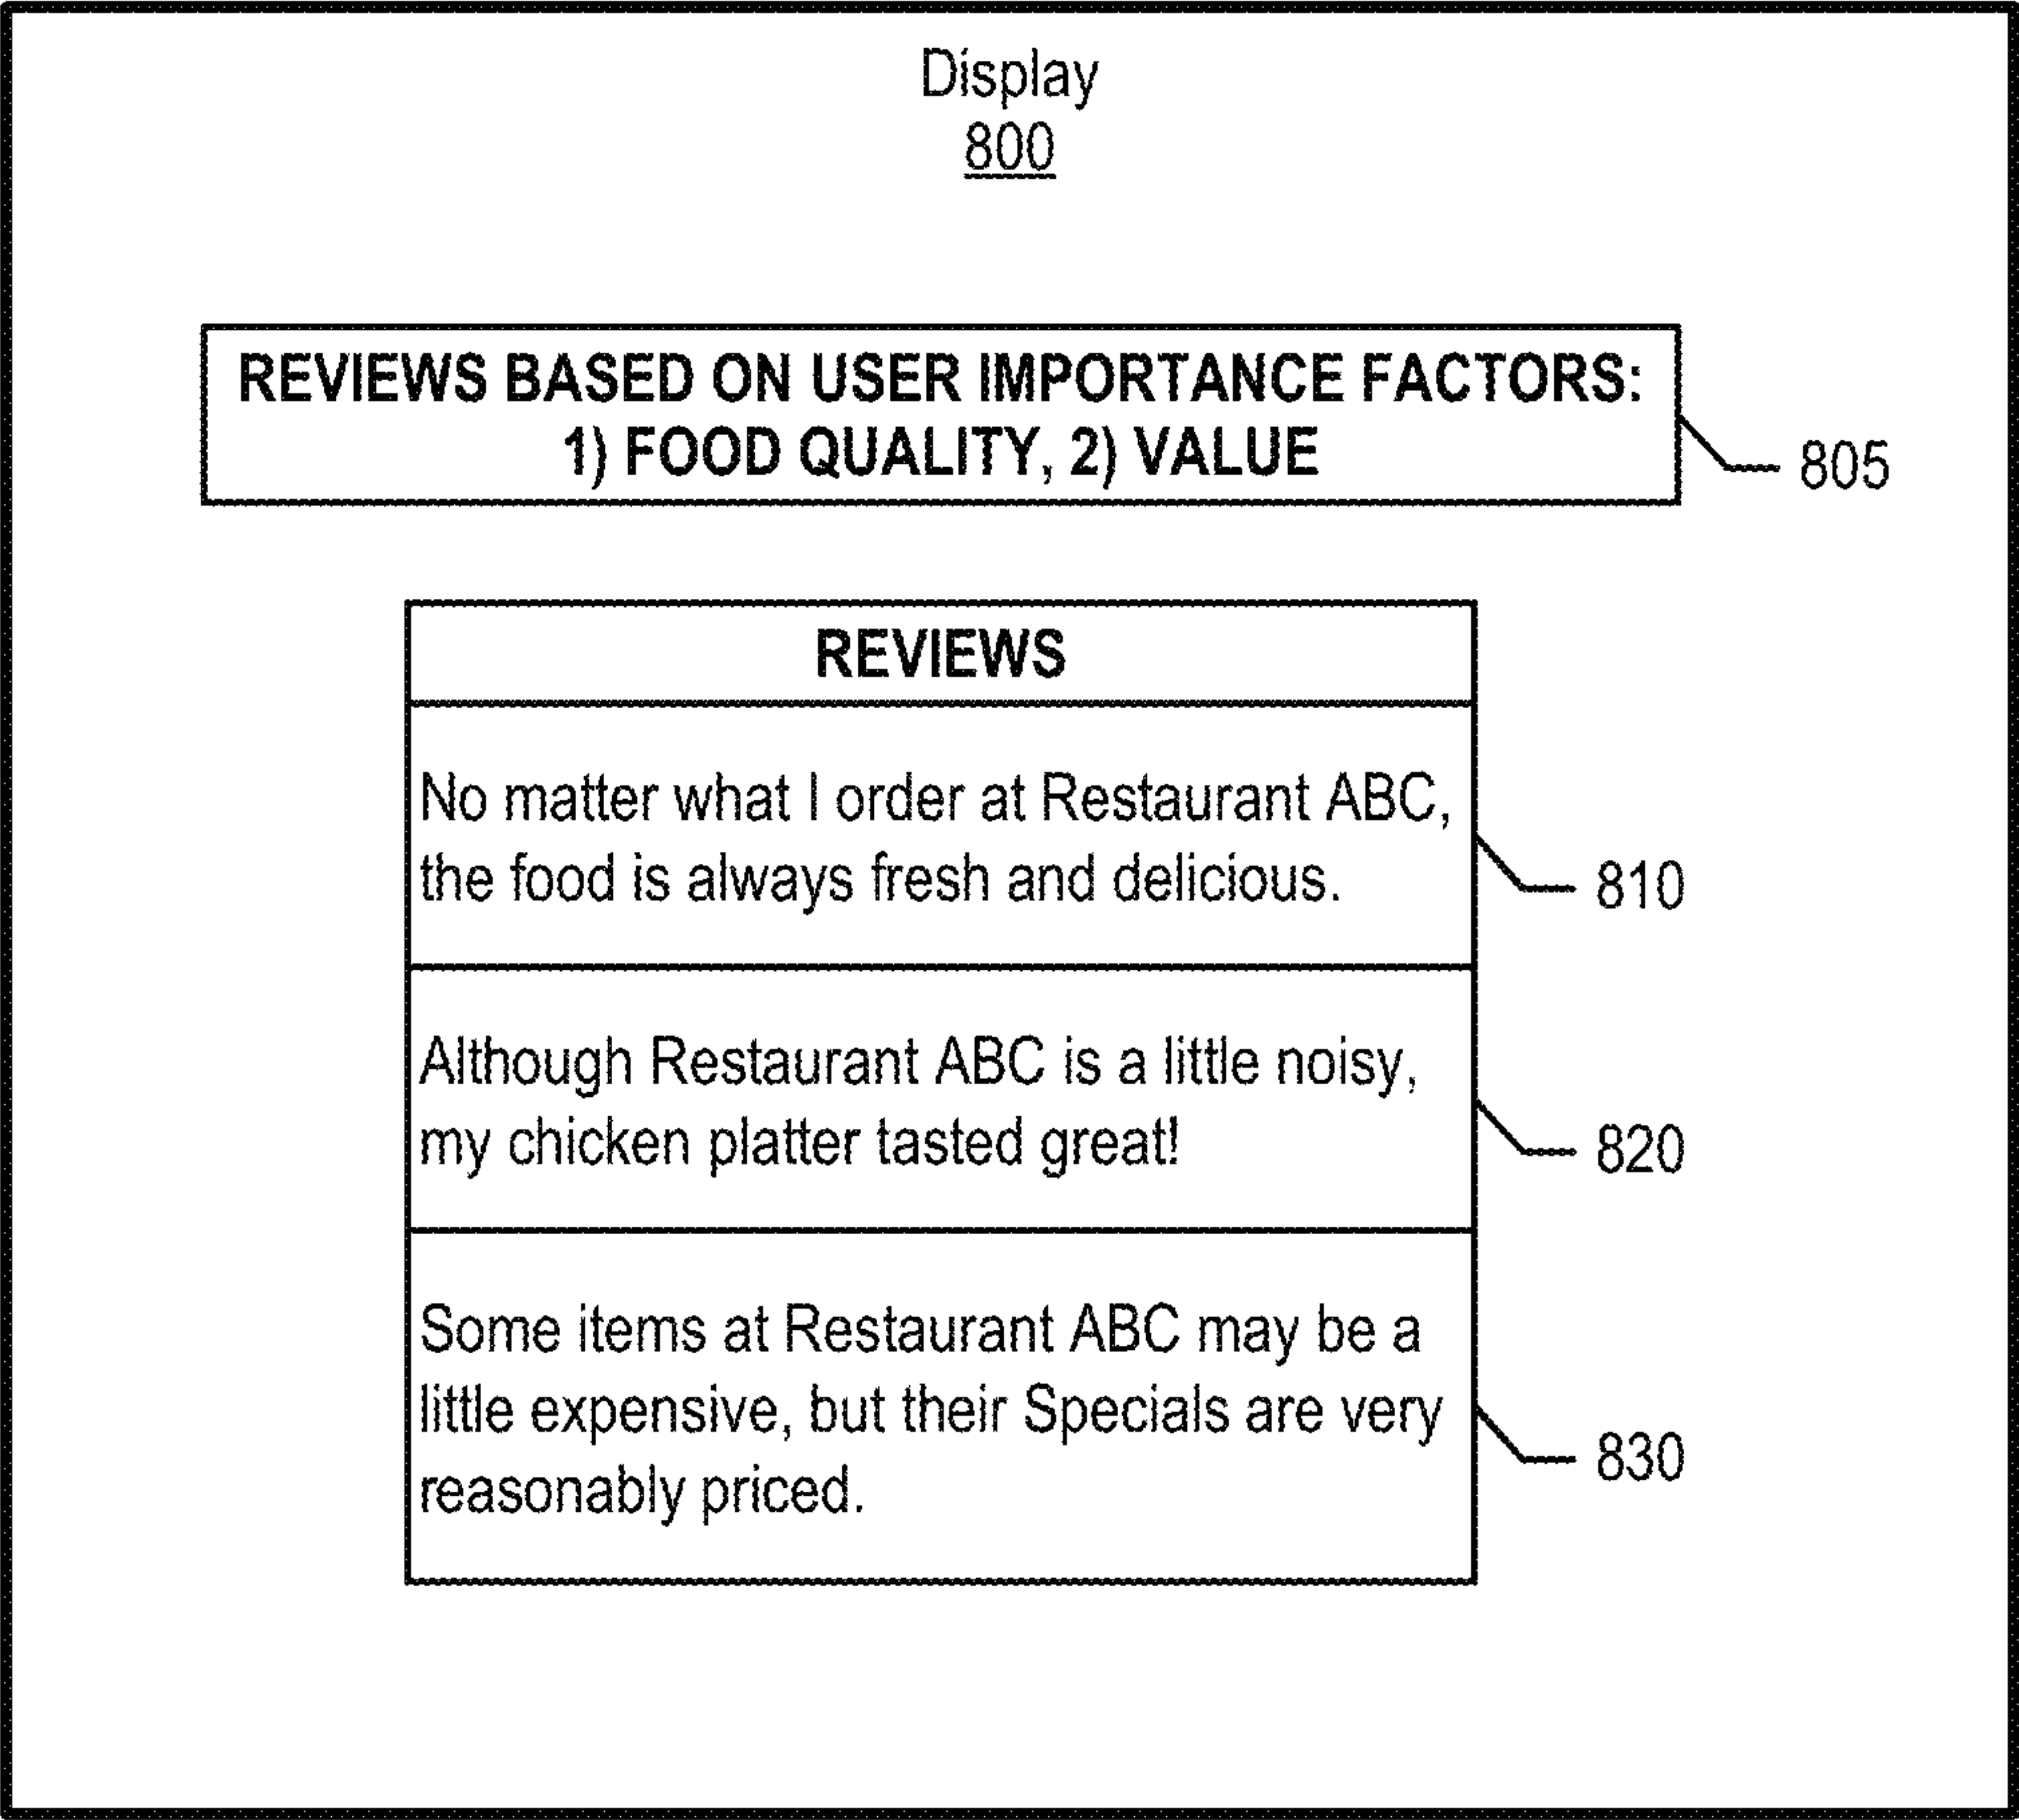 Display
800
REVIEWS BASED ON USER IMPORTANCE FACTORS:
1) FOOD QUALITY, 2) VALUE
805
REVIEWS
No matter what I order at Restaurant ABC,
the food is always fresh and delicious.
810
Although Restaurant ABC is a little noisy,
my chicken platter tasted great!
820
Some items at Restaurant ABC may be a
little expensive, but their Specials are very
reasonably priced.
830